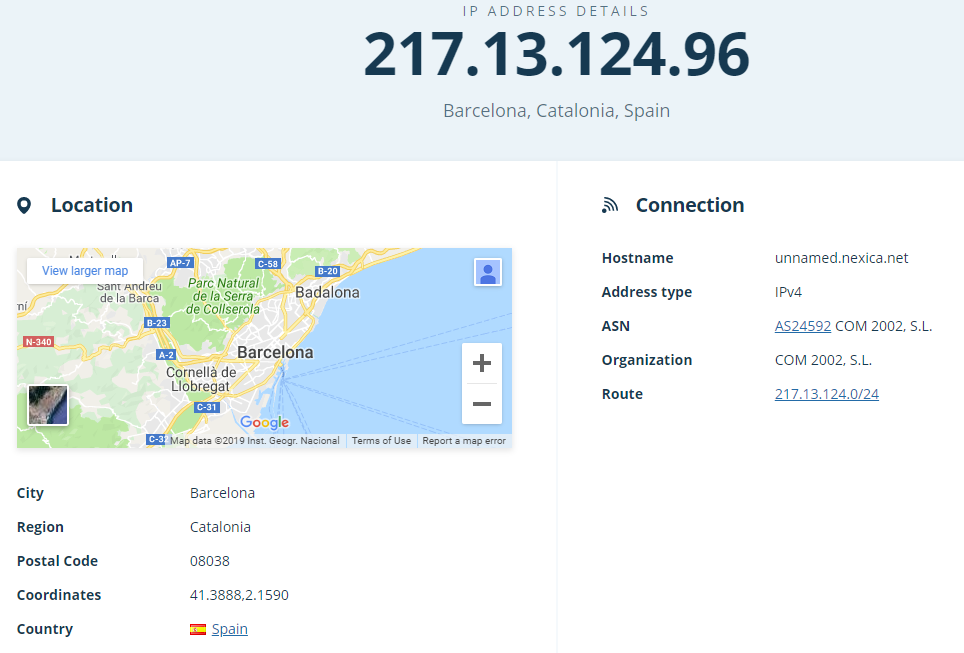 IP ADDRESS DETAILS
217.13.124.96
Barcelona, Catalonia, Spain
Location
View larger map
AP-7
C-58
B-20
Sant Andreu
de la Barca
Parc Natural
de la Serra
de Collserola
Badalona
B-23
N-340
A-2
Barcelona
Cornellà de
Llobregat
C-31
Google
C-32
Map data ©2019 Inst. Geogr. Nacional
Terms of Use
Report a map error
City Barcelona
Region Catalonia
Postal Code 08038
Coordinates 41.3888,2.1590
Country Spain
Connection
Hostname unnamed.nexica.net
Address type IPv4
ASN AS24592 COM 2002, S.L.
Organization COM 2002, S.L.
Route 217.13.124.0/24